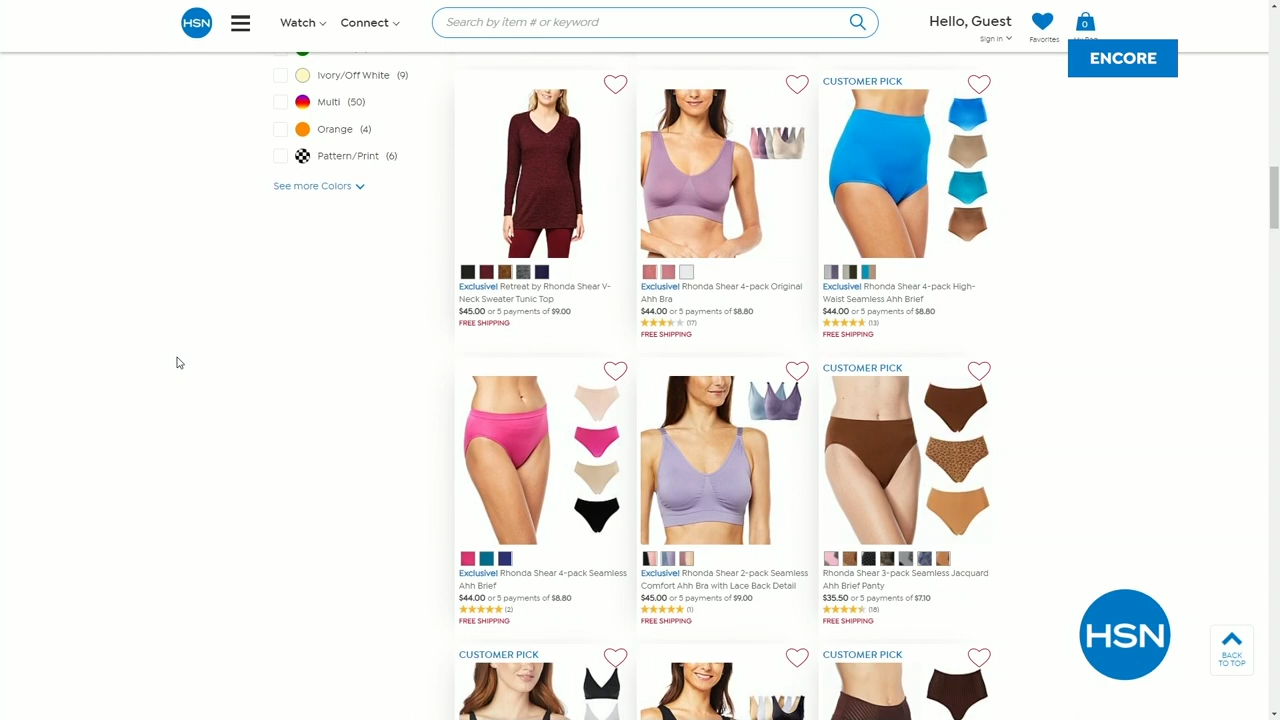 HSN
Watch
Connect
Search by item # or keyword
Hello, Guest
Sign In
Favorites
0
ENCORE
Ivory/Off White (9)
Multi (50)
Orange (4)
Pattern/Print (6)
See more Colors
Exclusive! Retreat by Rhonda Shear V-
Neck Sweater Tunic Top
$45.00 or 5 payments of $9.00
FREE SHIPPING
Exclusive! Rhonda Shear 4-pack Original
Ahh Bra
$44.00 or 5 payments of $8.80
(17)
FREE SHIPPING
CUSTOMER PICK
Exclusive! Rhonda Shear 4-pack High-
Waist Seamless Ahh Brief
$44.00 or 5 payments of $8.80
(13)
FREE SHIPPING
Exclusive! Rhonda Shear 4-pack Seamless
Ahh Brief
$44.00 or 5 payments of $8.80
(2)
FREE SHIPPING
Exclusive! Rhonda Shear 2-pack Seamless
Comfort Ahh Bra with Lace Back Detail
$45.00 or 5 payments of $9.00
(1)
FREE SHIPPING
CUSTOMER PICK
Rhonda Shear 3-pack Seamless Jacquard
Ahh Brief Panty
$35.50 or 5 payments of $7.10
(18)
FREE SHIPPING
CUSTOMER PICK
CUSTOMER PICK
HSN
BACK
TO TOP